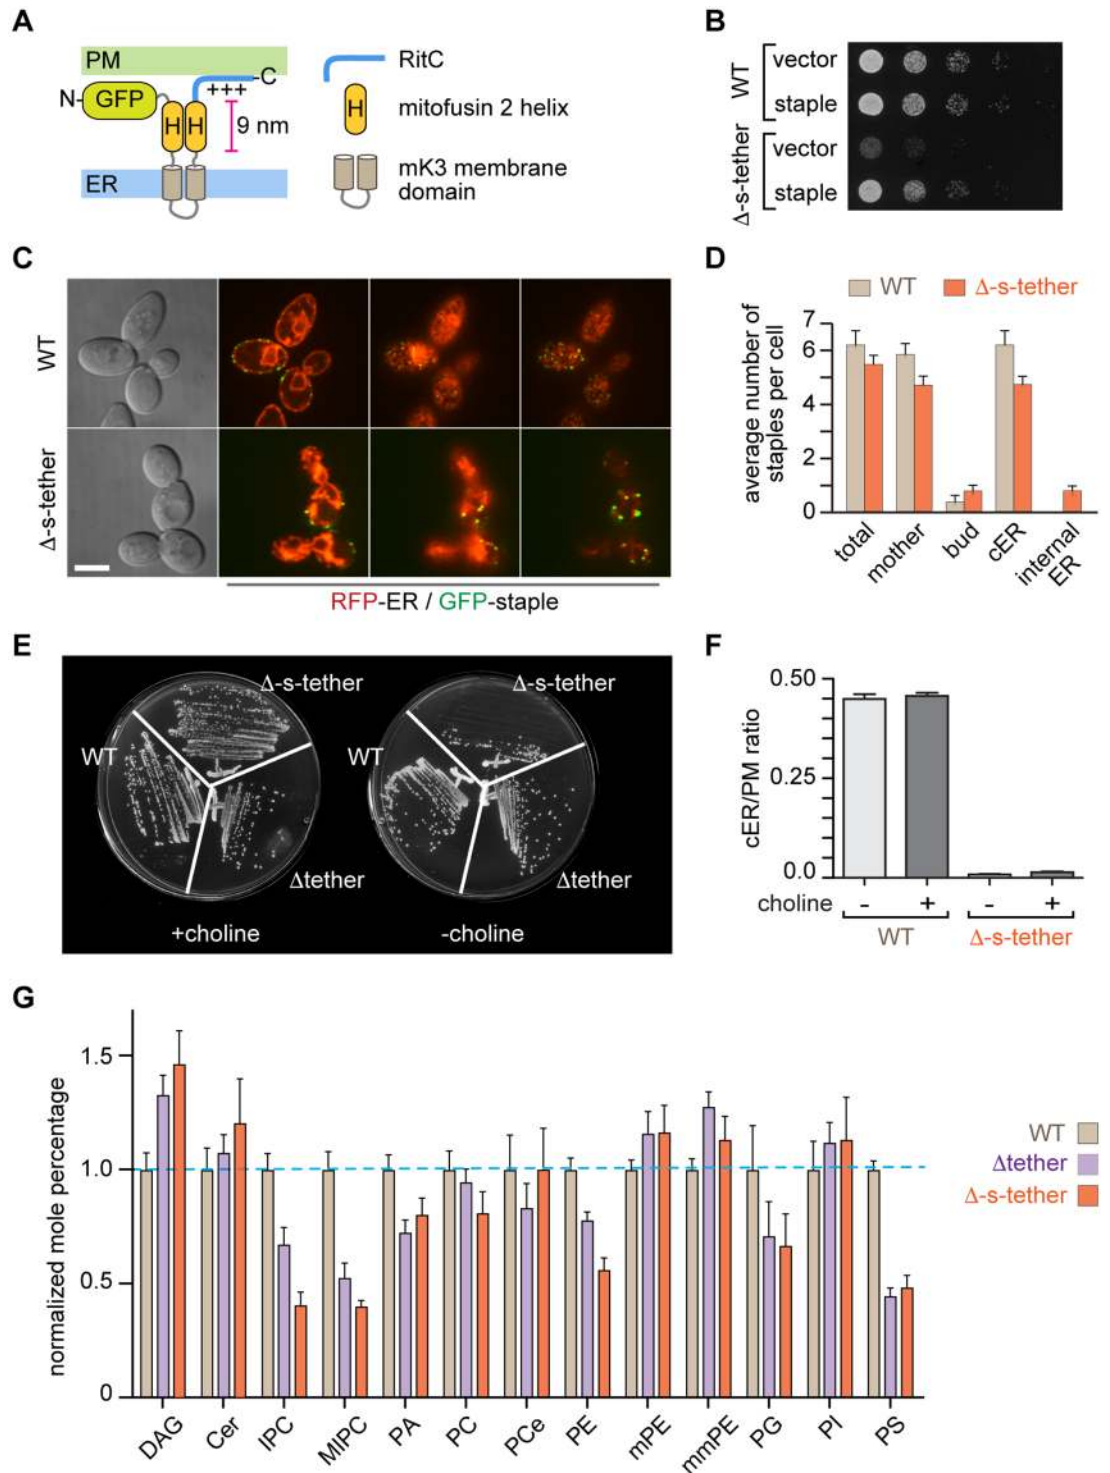 A
PM
N-
GFP
-C
+++
H
H
9 nm
ER
RitC
H
mitofusin 2 helix
mK3 membrane
domain
B
WT
vector
staple
Δ-s-tether
vector
staple
C
WT
Δ-s-tether
RFP-ER / GFP-staple
D
WT
Δ-s-tether
average number of
staples per cell
7
6
4
2
0
total
mother
bud
cER
internal
ER
E
Δ-s-tether
WT
Δtether
+choline
Δ-s-tether
WT
Δtether
-choline
F
cER/PM ratio
0.50
0.25
0.0
choline
-
+
-
+
WT
Δ-s-tether
G
normalized mole percentage
1.5
1.0
0.5
0
WT
Δtether
Δ-s-tether
DAG
Cer
IPC
MIPC
PA
PC
PCe
PE
mPE
mmPE
PG
PI
PS